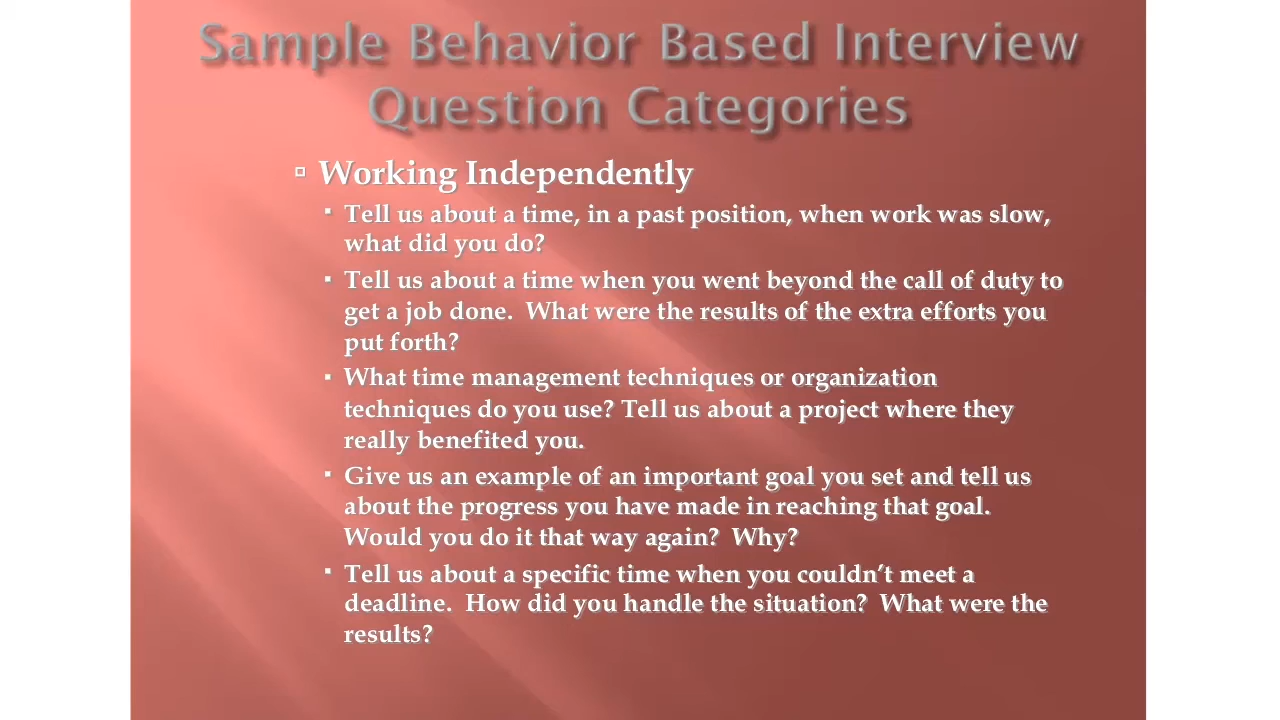 Sample Behavior Based Interview
Question Categories
Working Independently
Tell us about a time, in a past position, when work was slow,
what did you do?
Tell us about a time when you went beyond the call of duty to
get a job done.  What were the results of the extra efforts you
put forth?
What time management techniques or organization
techniques do you use? Tell us about a project where they
really benefited you.
Give us an example of an important goal you set and tell us
about the progress you have made in reaching that goal.
Would you do it that way again?  Why?
Tell us about a specific time when you couldn’t meet a
deadline.  How did you handle the situation?  What were the
results?